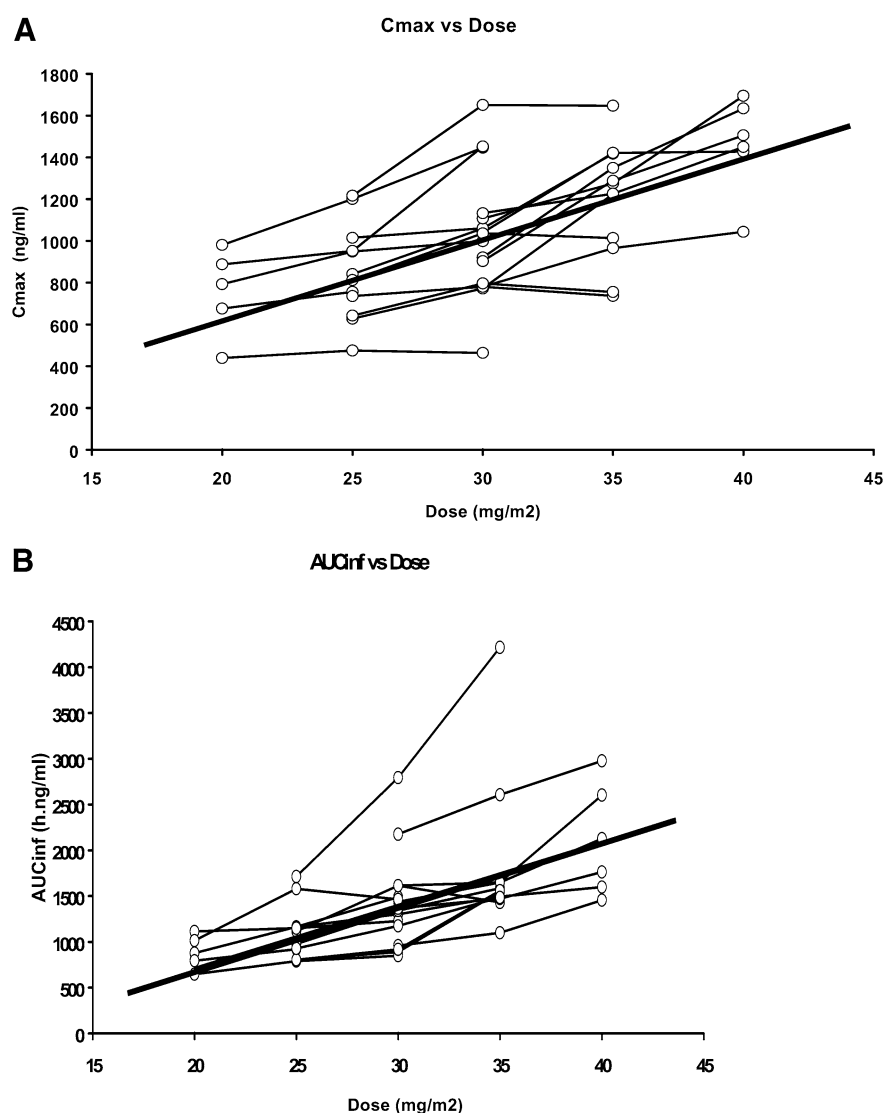 A
Cmax vs Dose
1800
1600
1400
1200
1000
800
600
400
200
0
Cmax (ng/ml)
15 20 25 30 35 40 45
Dose (mg/m2)
B
AUCinf vs Dose
4500
4000
3500
3000
2500
2000
1500
1000
500
0
AUCinf (h.ng/ml)
15 20 25 30 35 40 45
Dose (mg/m2)